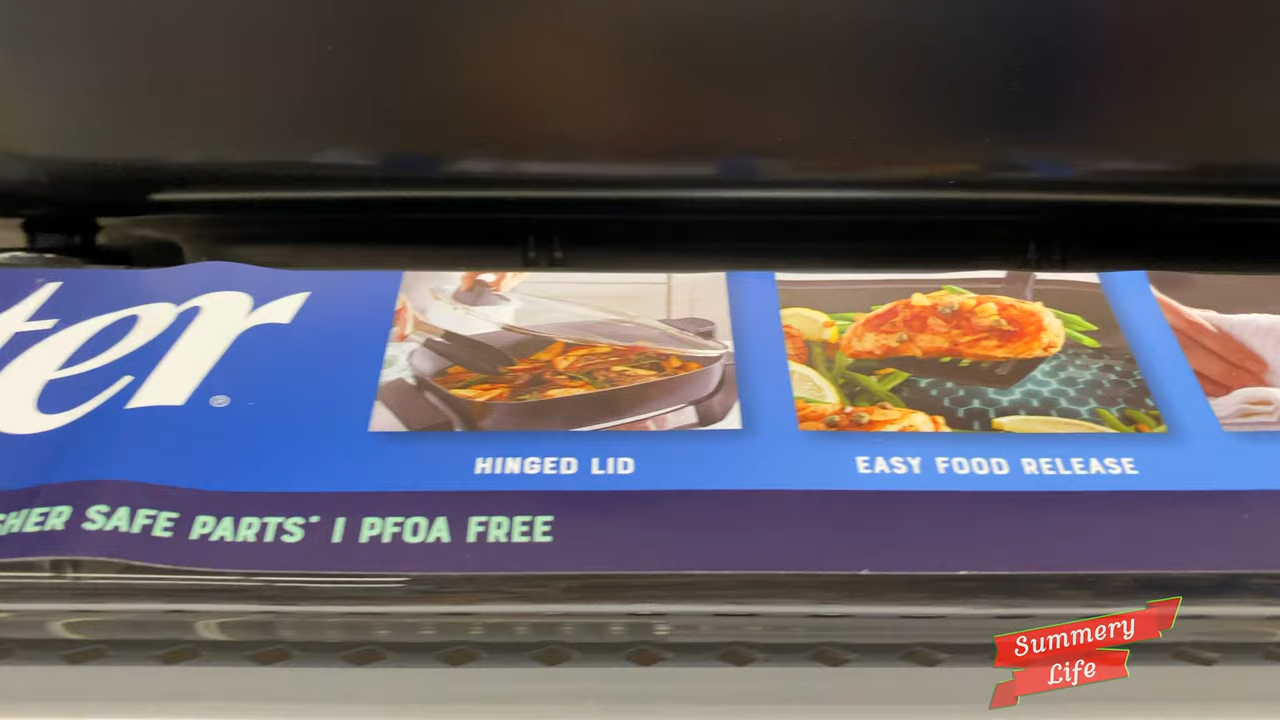 ter®
HINGED LID
EASY FOOD RELEASE
SHER SAFE PARTS* | PFOA FREE
Summery
Life